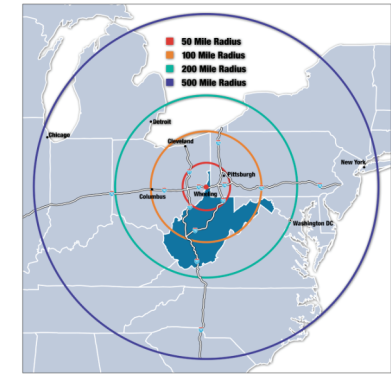 50 Mile Radius
100 Mile Radius
200 Mile Radius
500 Mile Radius
Detroit
Chicago
Cleveland
New York
Pittsburgh
Wheeling
Columbus
Washington DC